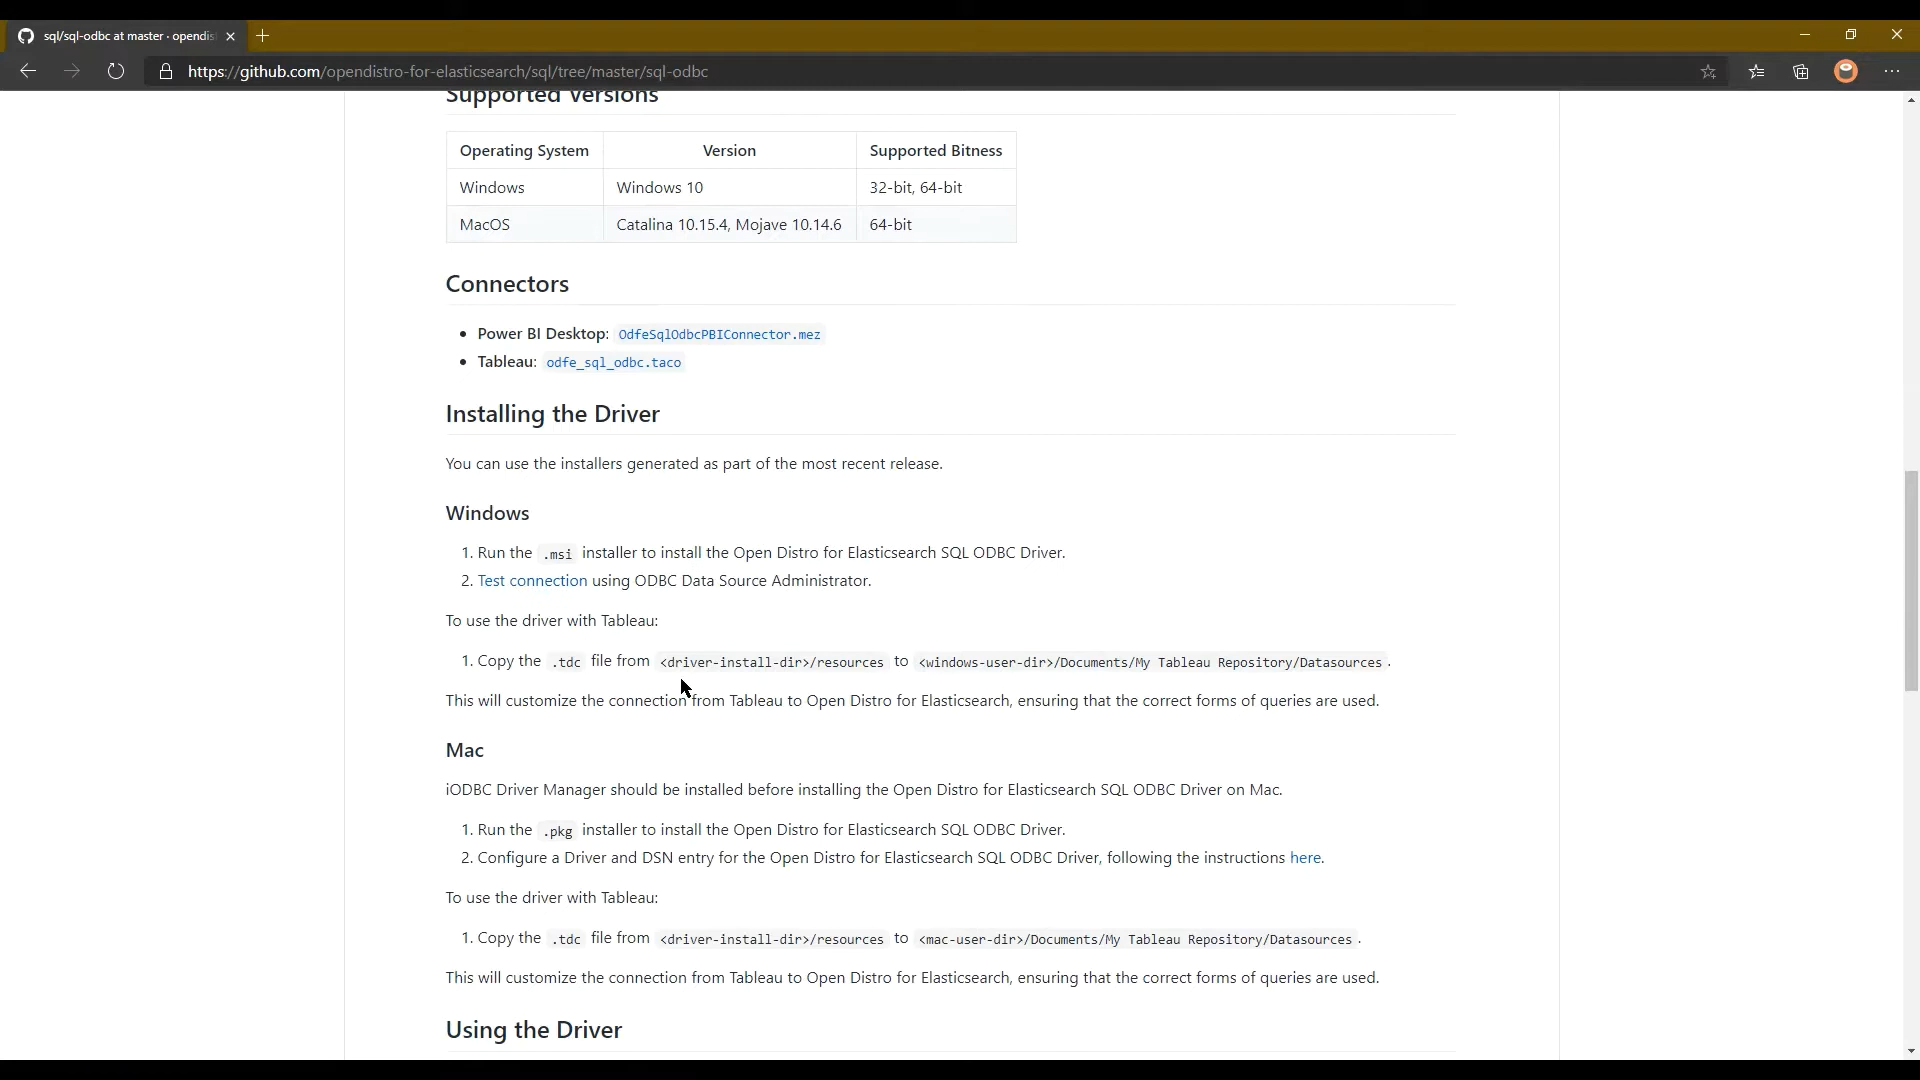 sql/sql-odbc at master · opendis
https://github.com/opendistro-for-elasticsearch/sql/tree/master/sql-odbc
Supported Versions
Operating System Version Supported Bitness
Windows Windows 10 32-bit, 64-bit
MacOS Catalina 10.15.4, Mojave 10.14.6 64-bit
Connectors
• Power BI Desktop: OdfeSqlOdbcPBIConnector.mez
• Tableau: odfe_sql_odbc.taco
Installing the Driver
You can use the installers generated as part of the most recent release.
Windows
1. Run the .msi installer to install the Open Distro for Elasticsearch SQL ODBC Driver.
2. Test connection using ODBC Data Source Administrator.
To use the driver with Tableau:
1. Copy the .tdc file from <driver-install-dir>/resources to <windows-user-dir>/Documents/My Tableau Repository/Datasources.
This will customize the connection from Tableau to Open Distro for Elasticsearch, ensuring that the correct forms of queries are used.
Mac
iODBC Driver Manager should be installed before installing the Open Distro for Elasticsearch SQL ODBC Driver on Mac.
1. Run the .pkg installer to install the Open Distro for Elasticsearch SQL ODBC Driver.
2. Configure a Driver and DSN entry for the Open Distro for Elasticsearch SQL ODBC Driver, following the instructions here.
To use the driver with Tableau:
1. Copy the .tdc file from <driver-install-dir>/resources to <mac-user-dir>/Documents/My Tableau Repository/Datasources.
This will customize the connection from Tableau to Open Distro for Elasticsearch, ensuring that the correct forms of queries are used.
Using the Driver